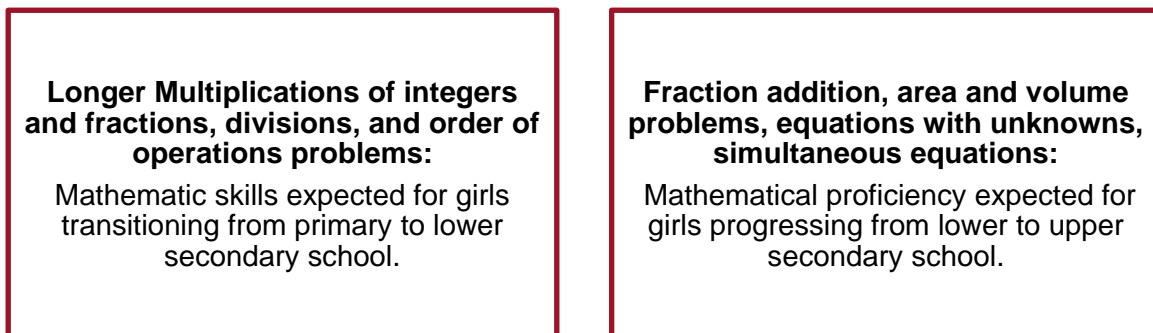 Longer Multiplications of integers
and fractions, divisions, and order of
operations problems:
Mathematic skills expected for girls
transitioning from primary to lower
secondary school.
Fraction addition, area and volume
problems, equations with unknowns,
simultaneous equations:
Mathematical proficiency expected for
girls progressing from lower to upper
secondary school.